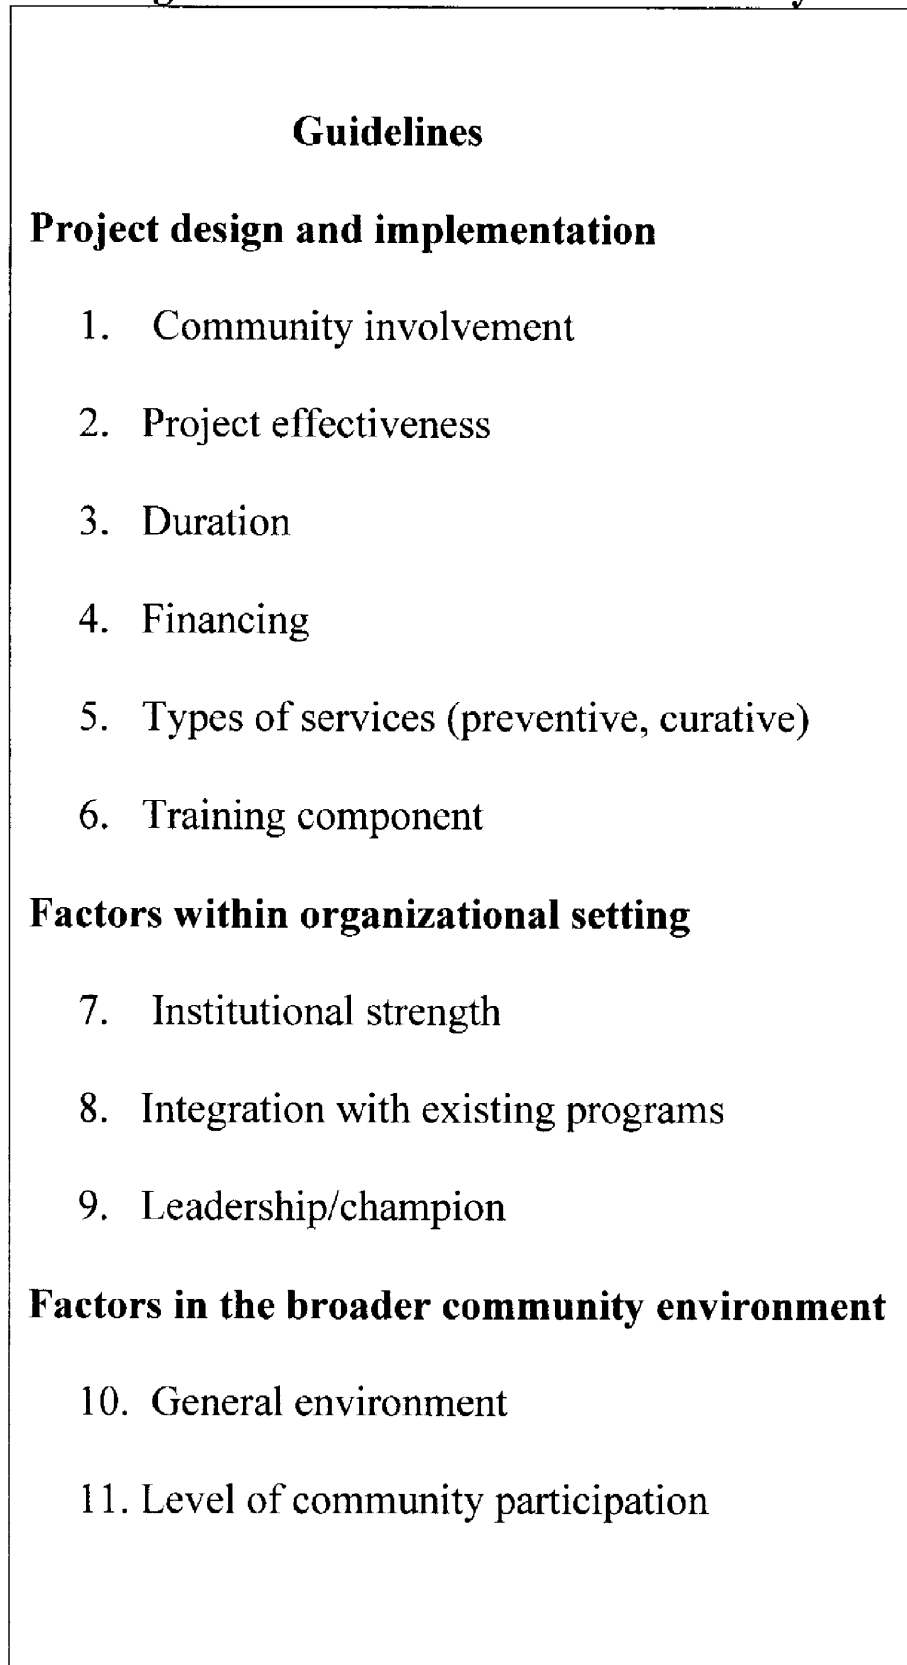 Guidelines
Project design and implementation
1. Community involvement
2. Project effectiveness
3. Duration
4. Financing
5. Types of services (preventive, curative)
6. Training component
Factors within organizational setting
7. Institutional strength
8. Integration with existing programs
9. Leadership/champion
Factors in the broader community environment
10. General environment
11. Level of community participation